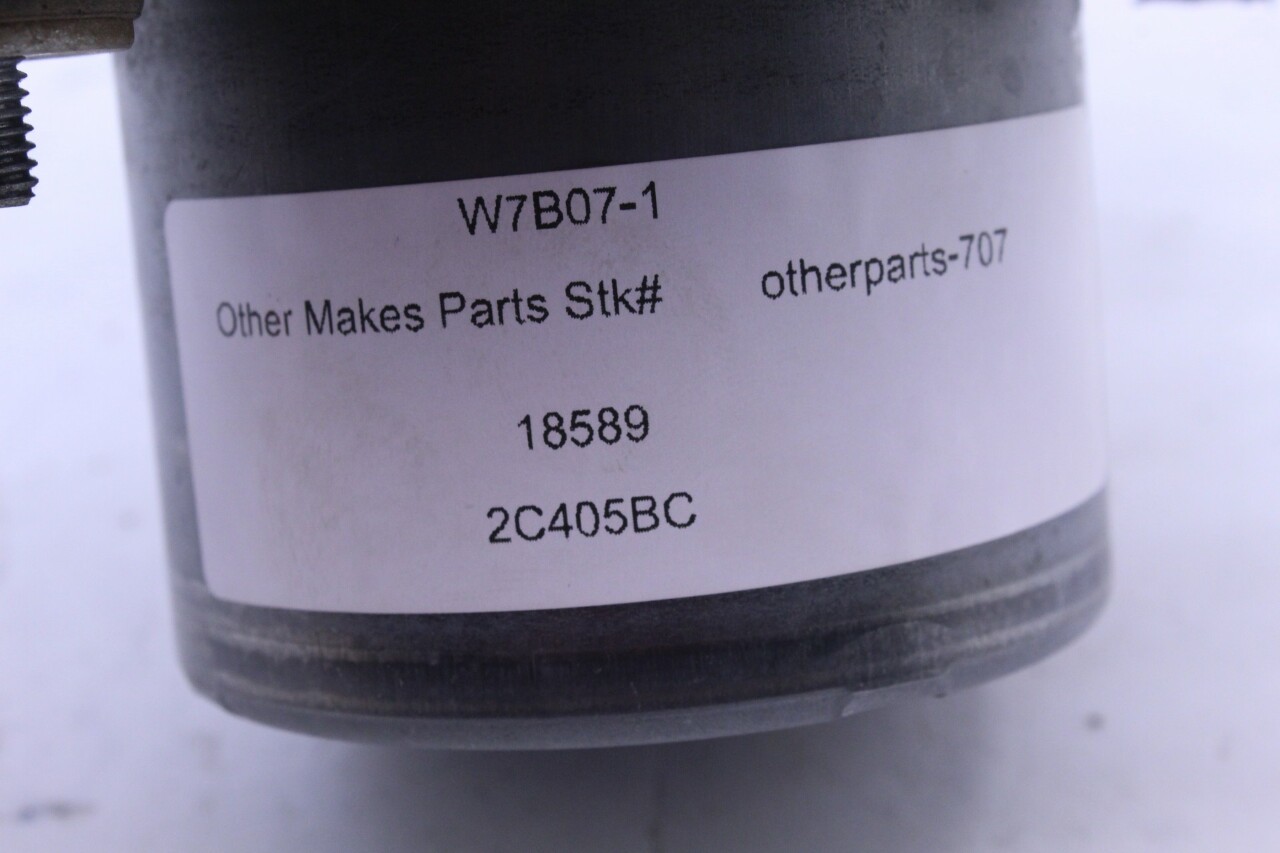 W7B07-1
Other Makes Parts Stk# otherparts-707
18589
2C405BC